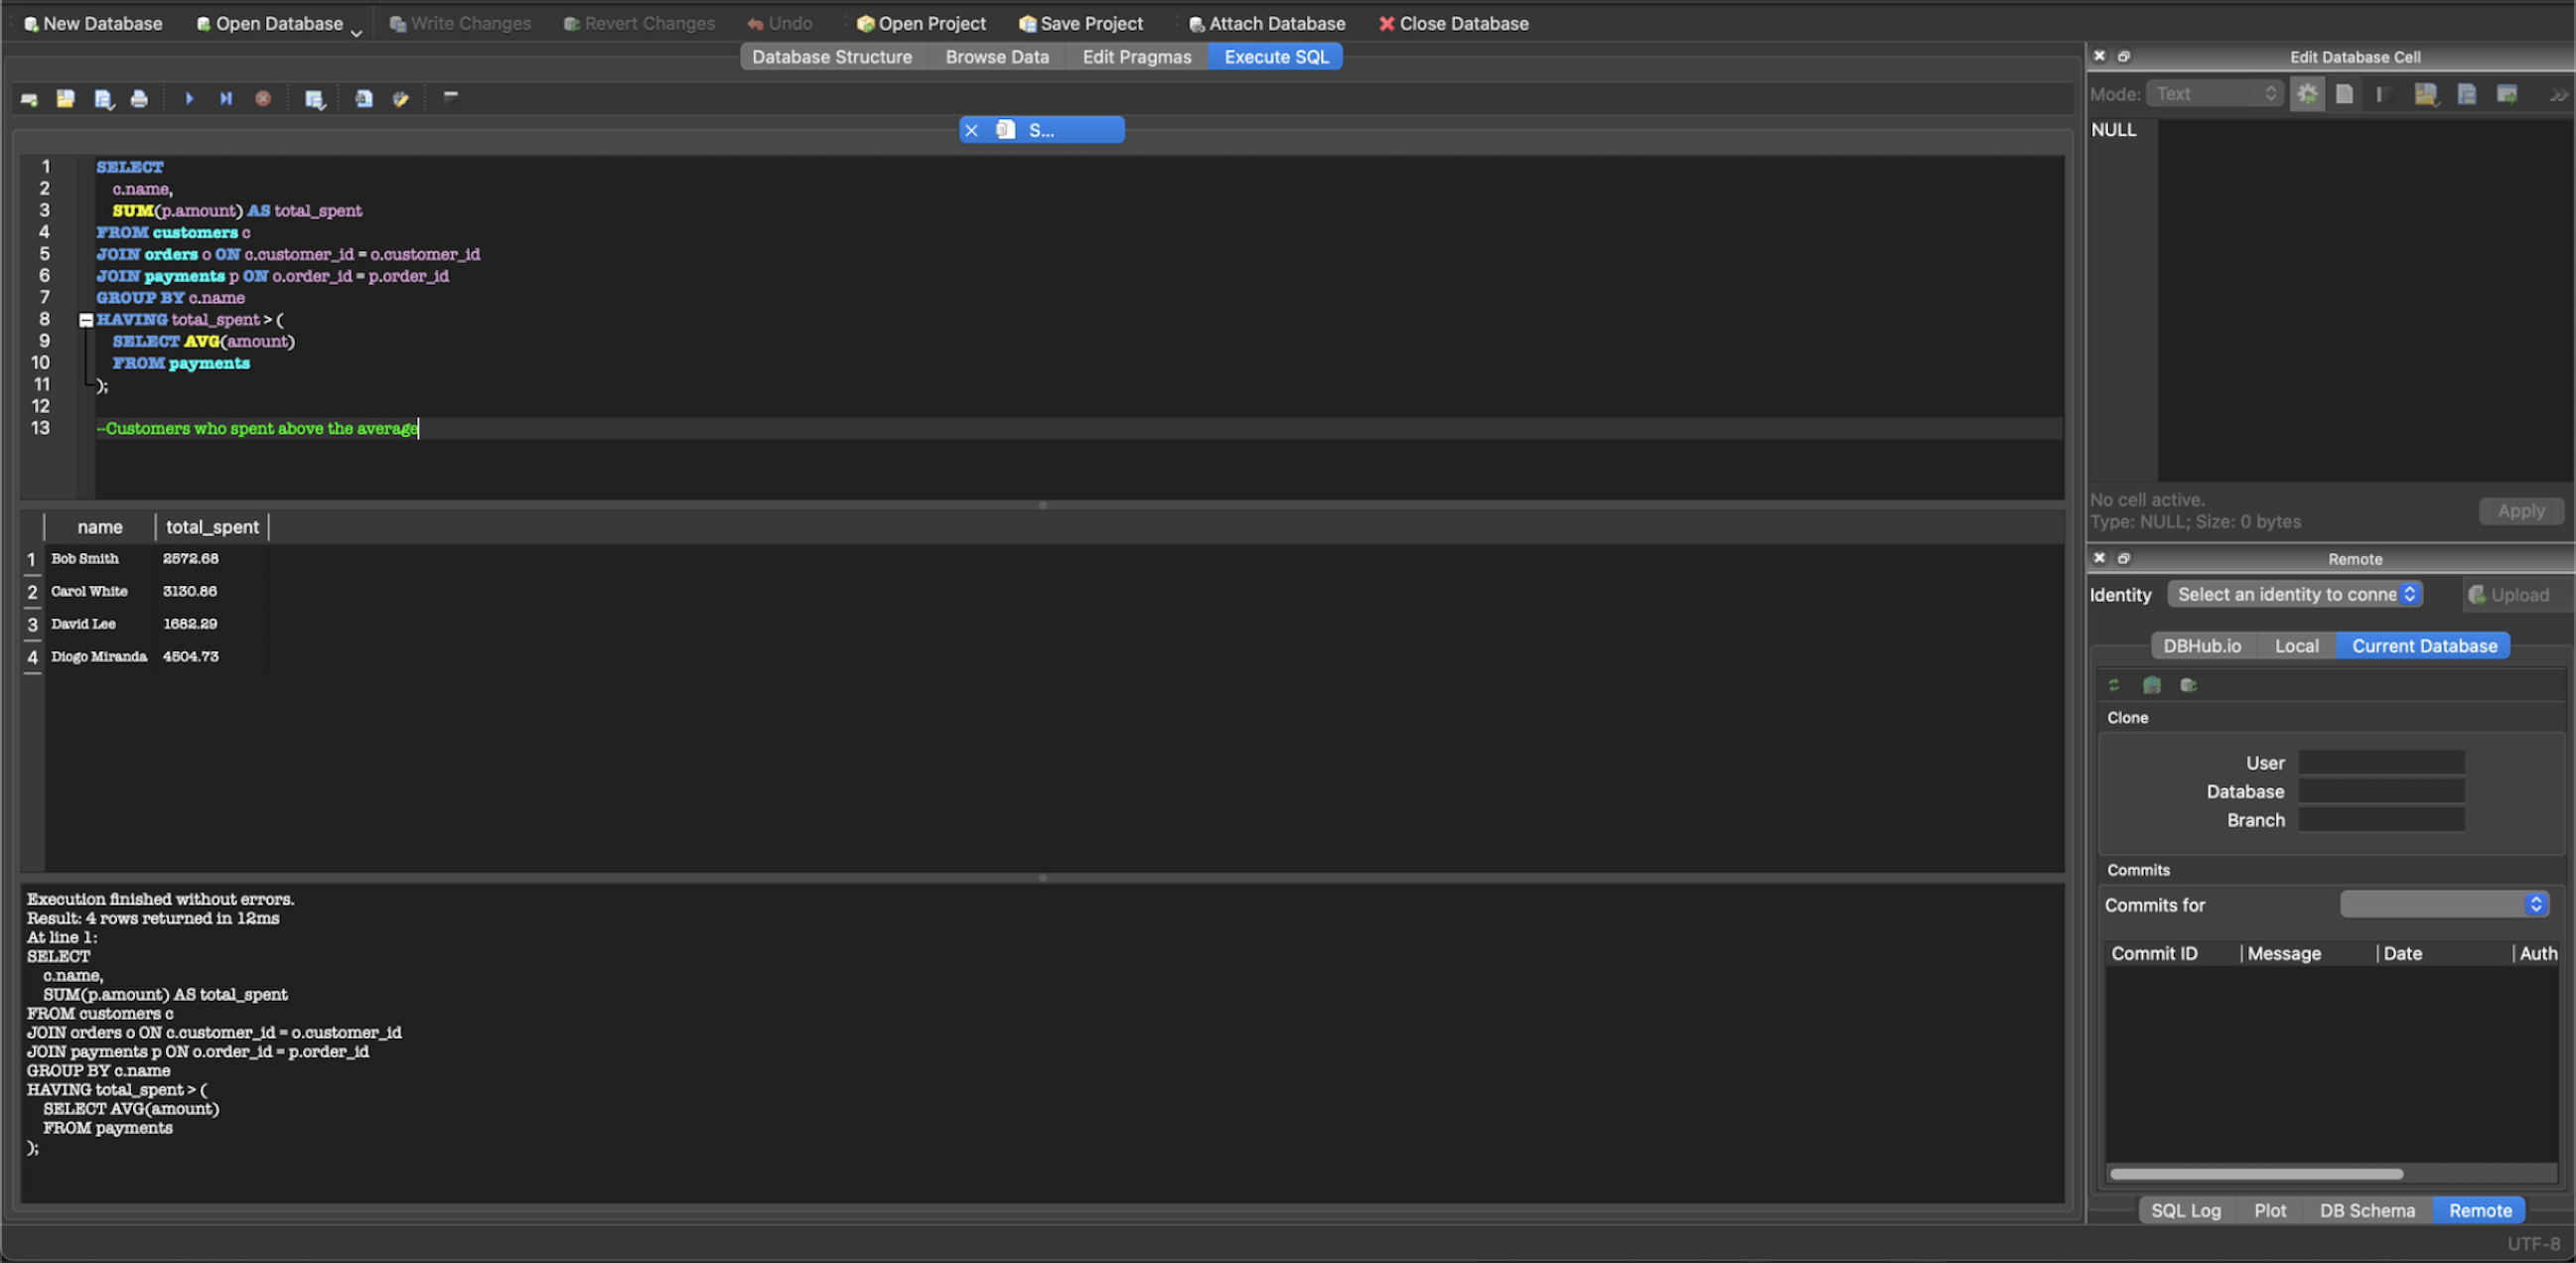 New Database Open Database Write Changes Revert Changes Undo Open Project Save Project Attach Database Close Database
Database Structure Browse Data Edit Pragmas Execute SQL
S...
1 SELECT
2 c.name,
3 SUM(p.amount) AS total_spent
4 FROM customers c
5 JOIN orders o ON c.customer_id = o.customer_id
6 JOIN payments p ON o.order_id = p.order_id
7 GROUP BY c.name
8 HAVING total_spent > (
9 SELECT AVG(amount)
10 FROM payments
11 );
12
13 --Customers who spent above the average
name total_spent
1 Bob Smith 2572.68
2 Carol White 3130.86
3 David Lee 1682.29
4 Diogo Miranda 4504.73
Execution finished without errors.
Result: 4 rows returned in 12ms
At line 1:
SELECT
c.name,
SUM(p.amount) AS total_spent
FROM customers c
JOIN orders o ON c.customer_id = o.customer_id
JOIN payments p ON o.order_id = p.order_id
GROUP BY c.name
HAVING total_spent > (
SELECT AVG(amount)
FROM payments
);
Edit Database Cell
Mode: Text
NULL
No cell active.
Type: NULL; Size: 0 bytes
Apply
Remote
Identity Select an identity to conne Upload
DBHub.io Local Current Database
Clone
User
Database
Branch
Commits
Commits for
Commit ID Message Date Auth
SQL Log Plot DB Schema Remote
UTF-8